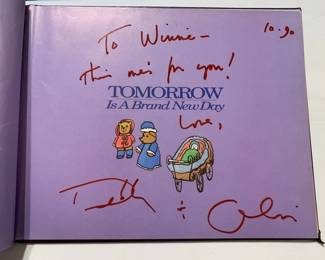 To Winnie – 10.90
this one's for you!
TOMORROW
Is A Brand New Day
Love,